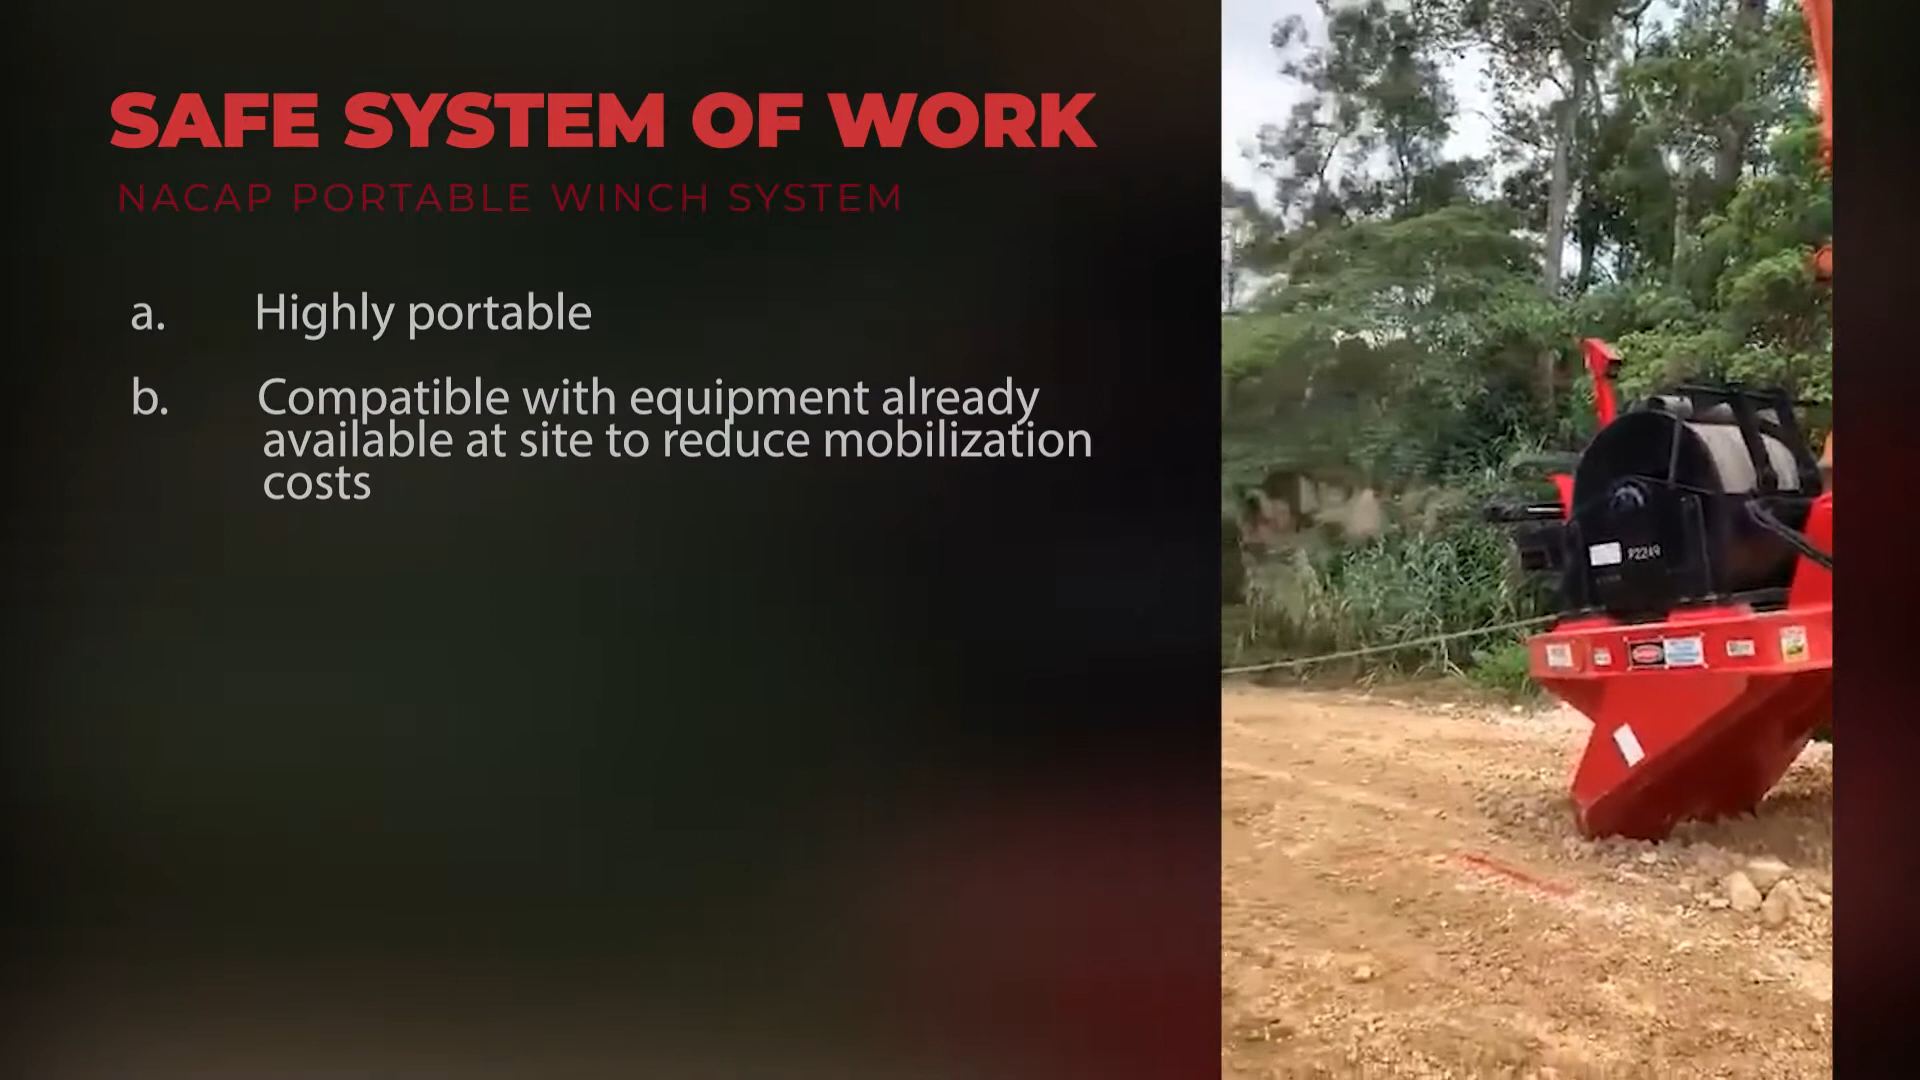 SAFE SYSTEM OF WORK
NACAP PORTABLE WINCH SYSTEM
a. Highly portable
b. Compatible with equipment already
available at site to reduce mobilization
costs
P2249